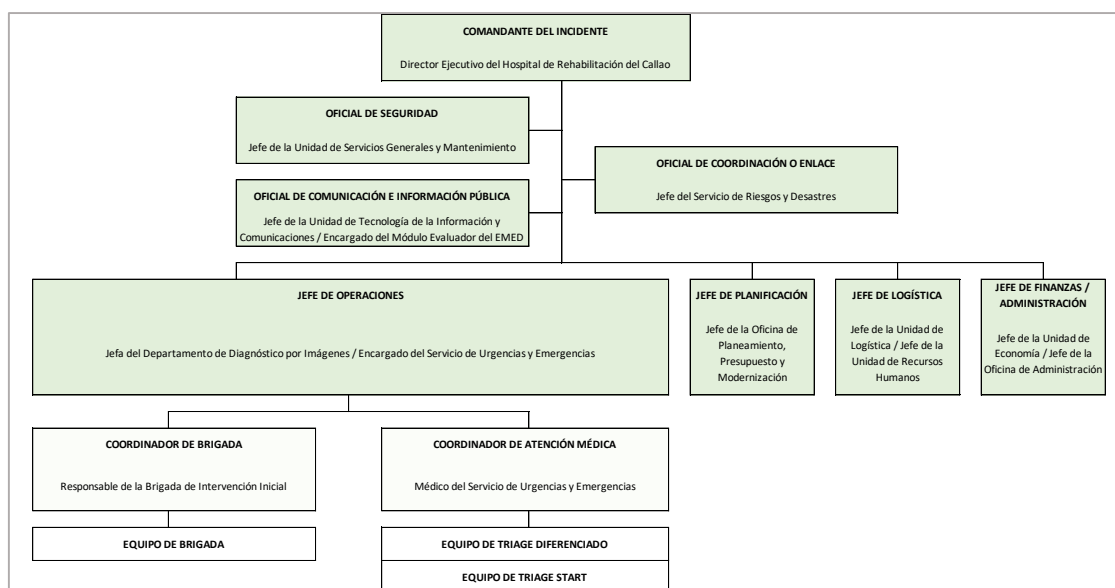 COMANDANTE DEL INCIDENTE
Director Ejecutivo del Hospital de Rehabilitación del Callao
OFICIAL DE SEGURIDAD
Jefe de la Unidad de Servicios Generales y Mantenimiento
OFICIAL DE COORDINACIÓN O ENLACE
Jefe del Servicio de Riesgos y Desastres
OFICIAL DE COMUNICACIÓN E INFORMACIÓN PÚBLICA
Jefe de la Unidad de Tecnología de la Información y
Comunicaciones / Encargado del Módulo Evaluador del EMED
JEFE DE OPERACIONES
Jefa del Departamento de Diagnóstico por Imágenes / Encargado del Servicio de Urgencias y Emergencias
JEFE DE PLANIFICACIÓN
Jefe de la Oficina de
Planeamiento,
Presupuesto y
Modernización
JEFE DE LOGÍSTICA
Jefe de la Unidad de
Logística / Jefe de la
Unidad de Recursos
Humanos
JEFE DE FINANZAS /
ADMINISTRACIÓN
Jefe de la Unidad de
Economía / Jefe de la
Oficina de Administración
COORDINADOR DE BRIGADA
Responsable de la Brigada de Intervención Inicial
COORDINADOR DE ATENCIÓN MÉDICA
Médico del Servicio de Urgencias y Emergencias
EQUIPO DE BRIGADA
EQUIPO DE TRIAGE DIFERENCIADO
EQUIPO DE TRIAGE START